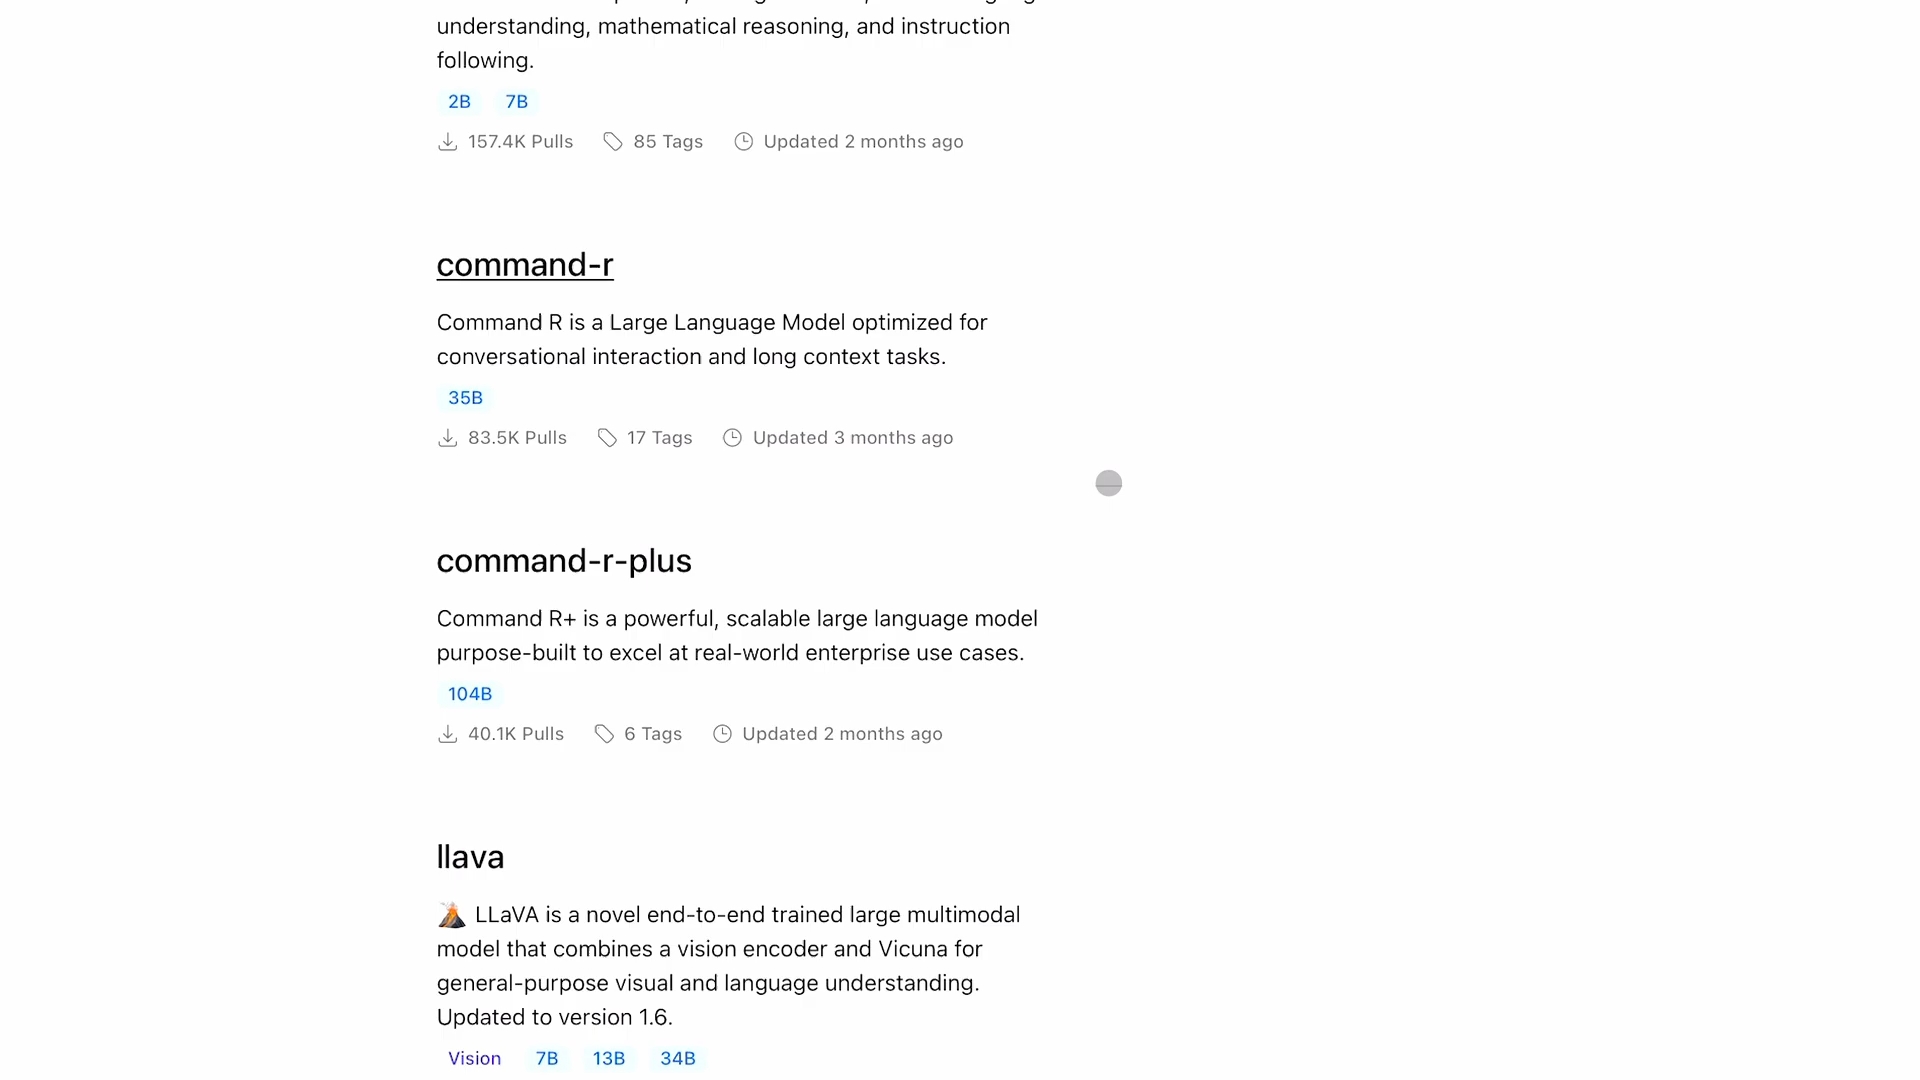 understanding, mathematical reasoning, and instruction
following.
2B 7B
157.4K Pulls 85 Tags Updated 2 months ago
command-r
Command R is a Large Language Model optimized for
conversational interaction and long context tasks.
35B
83.5K Pulls 17 Tags Updated 3 months ago
command-r-plus
Command R+ is a powerful, scalable large language model
purpose-built to excel at real-world enterprise use cases.
104B
40.1K Pulls 6 Tags Updated 2 months ago
llava
🌋 LLaVA is a novel end-to-end trained large multimodal
model that combines a vision encoder and Vicuna for
general-purpose visual and language understanding.
Updated to version 1.6.
Vision 7B 13B 34B